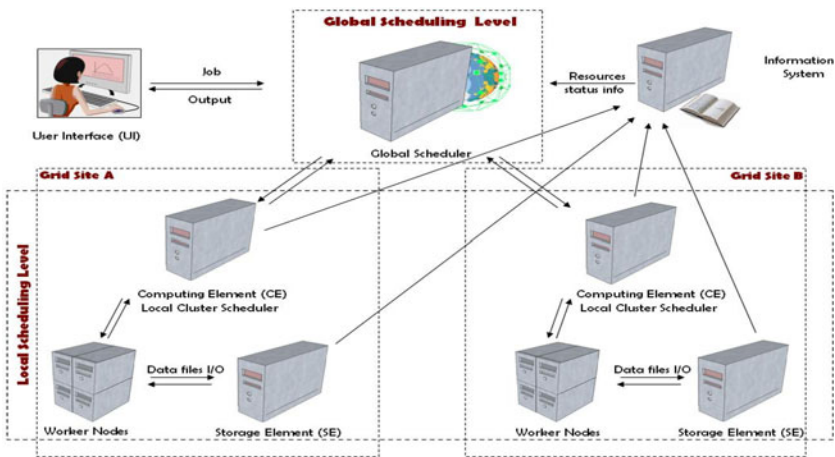 Global Scheduling Level
Job
Output
User Interface (UI)
Global Scheduler
Resources
status info
Information
System
Grid Site A
Grid Site B
Local Scheduling Level
Computing Element (CE)
Local Cluster Scheduler
Data files I/O
Worker Nodes
Storage Element (SE)
Computing Element (CE)
Local Cluster Scheduler
Data files I/O
Worker Nodes
Storage Element (SE)